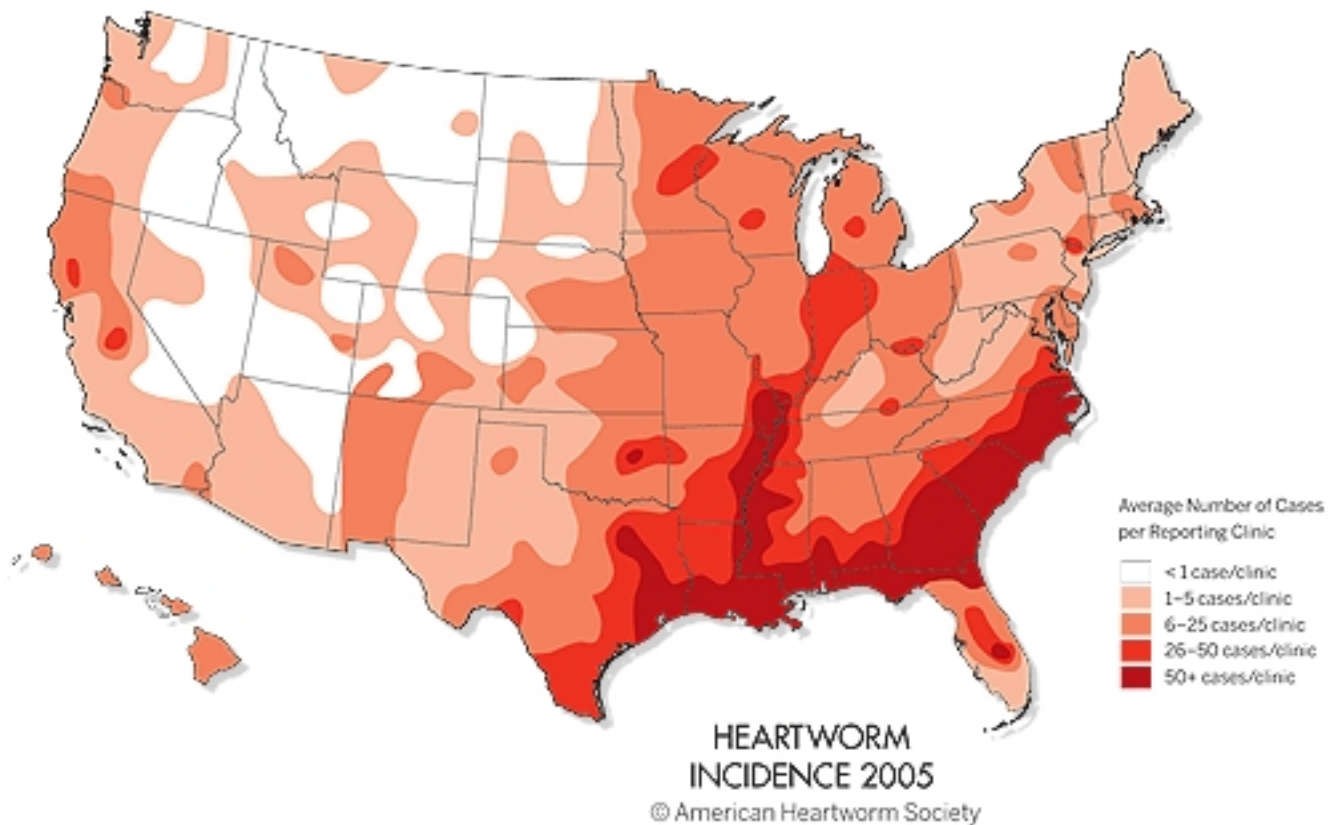 Average Number of Cases
per Reporting Clinic
< 1 case/clinic
1–5 cases/clinic
6–25 cases/clinic
26–50 cases/clinic
50+ cases/clinic
HEARTWORM
INCIDENCE 2005
© American Heartworm Society